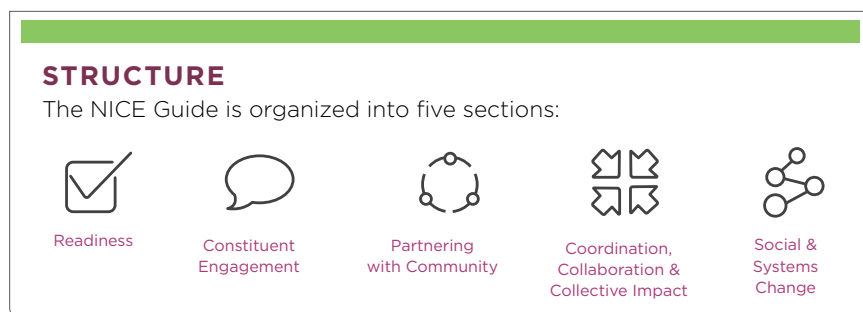 STRUCTURE
The NICE Guide is organized into five sections:
Readiness
Constituent
Engagement
Partnering
with Community
Coordination,
Collaboration &
Collective Impact
Social &
Systems
Change